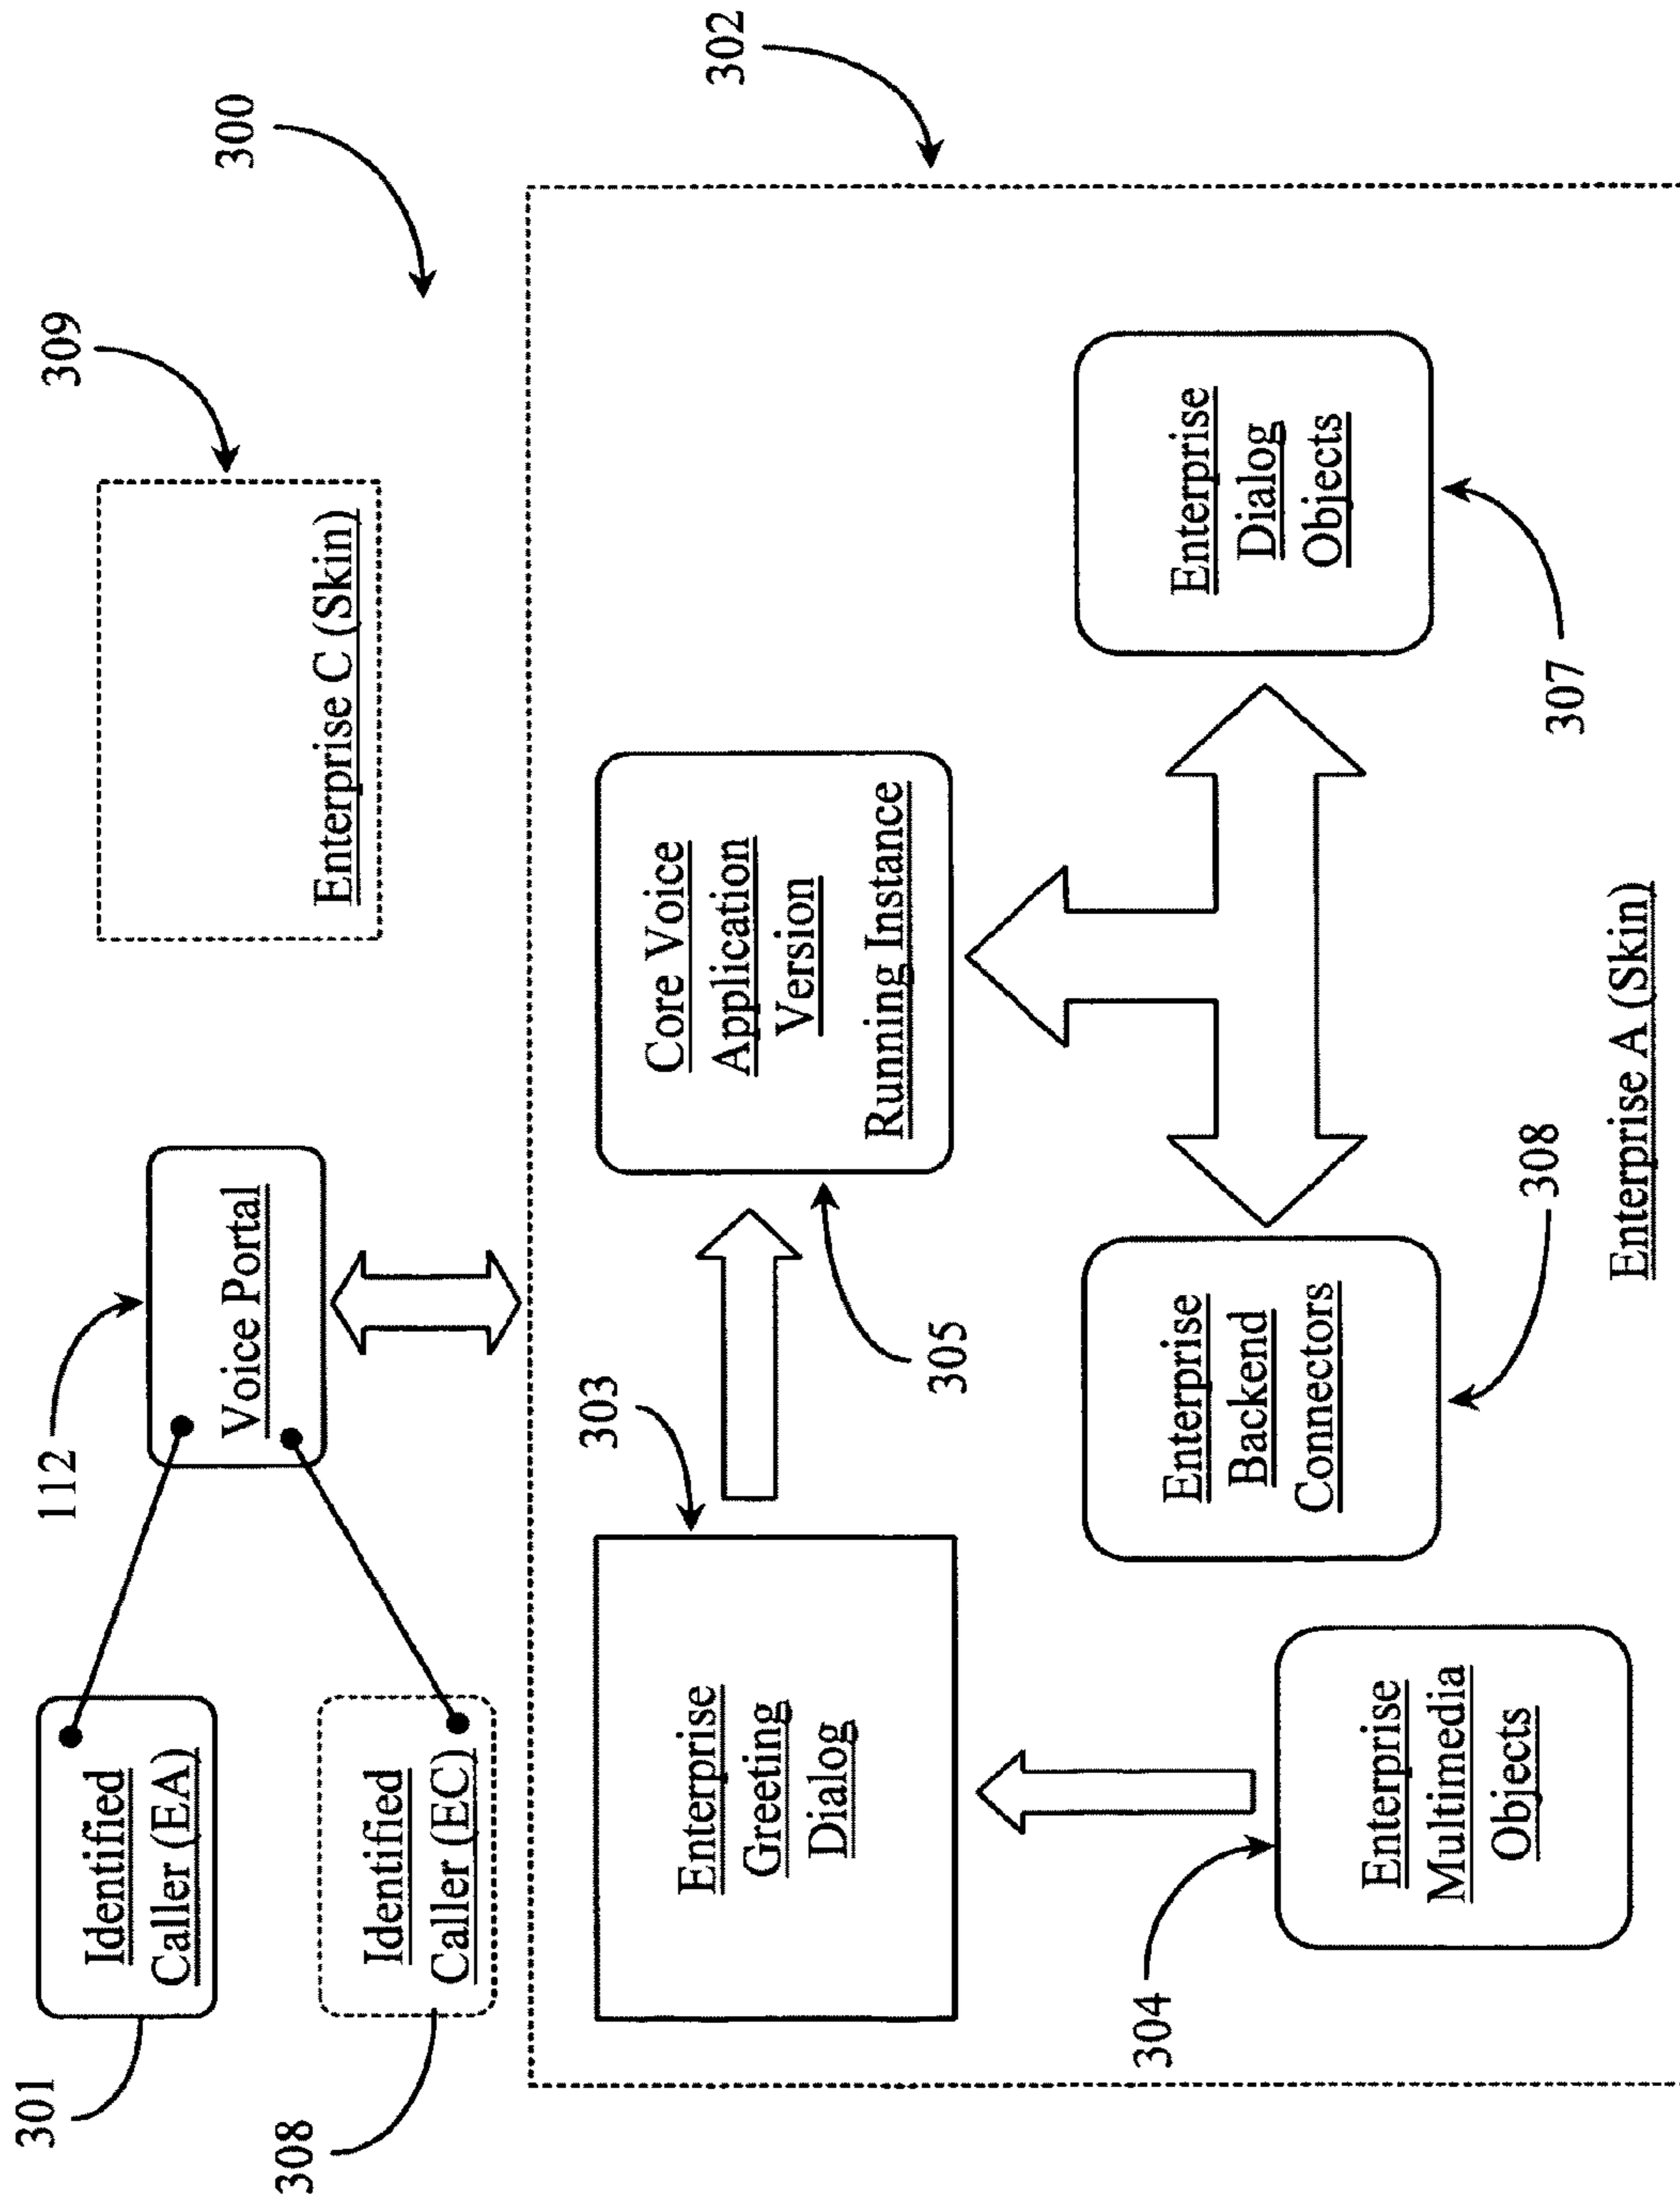 301
Identified
Caller (EA)
308
Identified
Caller (EC)
112
Voice Portal
309
Enterprise C (Skin)
300
302
303
Enterprise
Greeting
Dialog
305
Core Voice
Application
Version
Running Instance
304
Enterprise
Multimedia
Objects
308
Enterprise
Backend
Connectors
307
Enterprise
Dialog
Objects
Enterprise A (Skin)